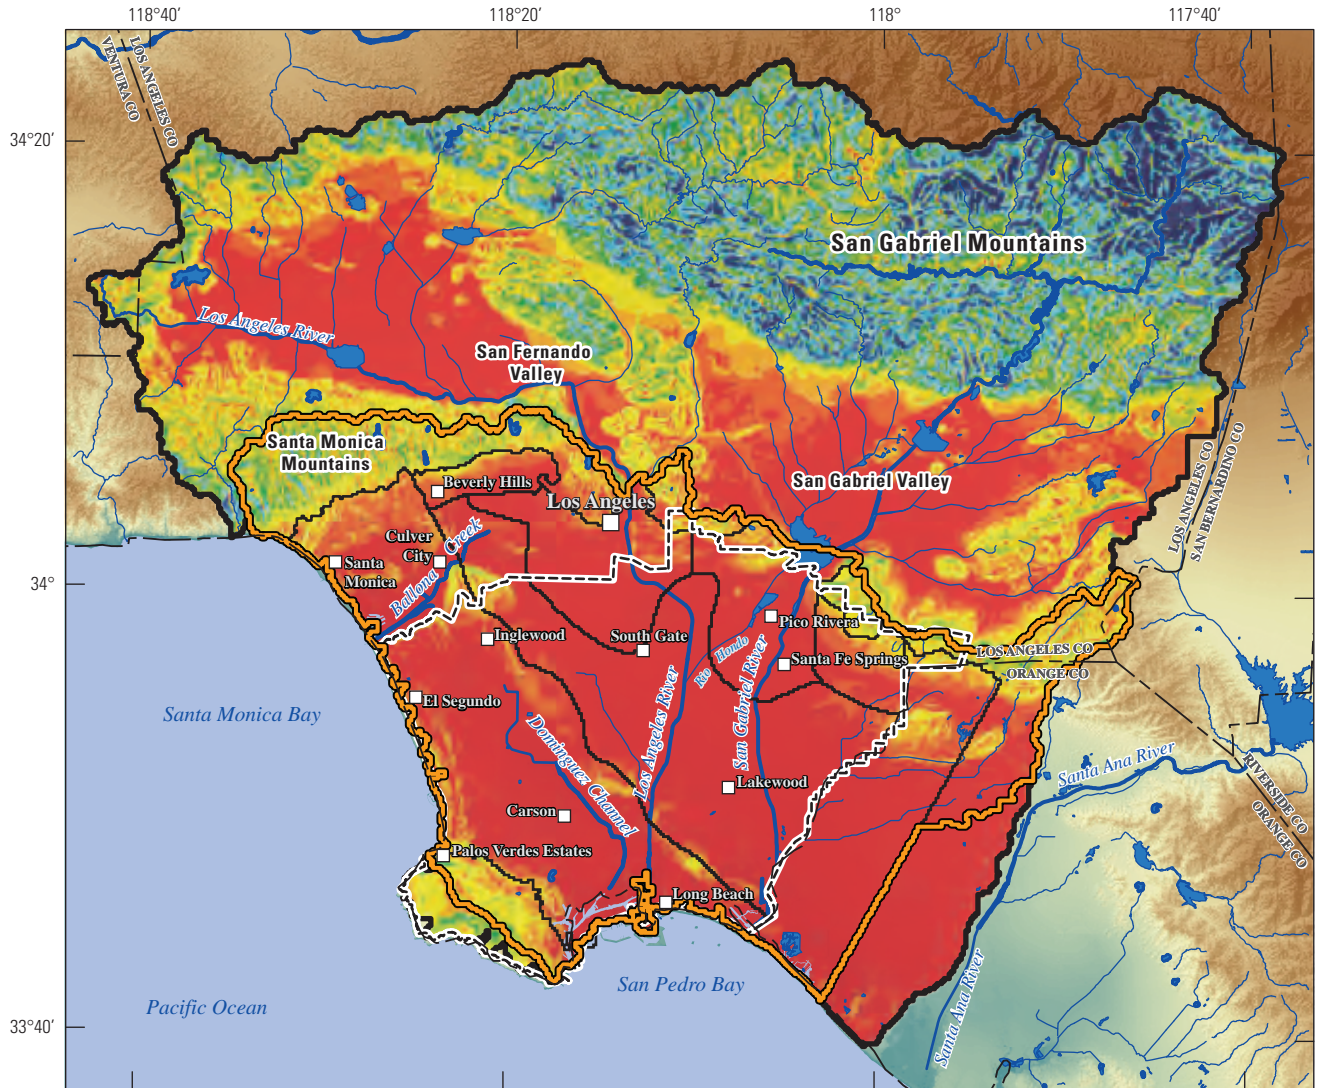 118°40'
118°20'
118°
117°40'
34°20'
34°
33°40'
VENTURA CO
LOS ANGELES CO
San Gabriel Mountains
Los Angeles River
San Fernando
Valley
Santa Monica
Mountains
San Gabriel Valley
LOS ANGELES CO
SAN BERNARDINO CO
Beverly Hills
Los Angeles
Culver
City
Ballona Creek
Santa
Monica
Inglewood
South Gate
Pico Rivera
Rio Hondo
Santa Fe Springs
LOS ANGELES CO
ORANGE CO
El Segundo
Santa Monica Bay
Dominguez Channel
Los Angeles River
San Gabriel River
Lakewood
Carson
Santa Ana River
RIVERSIDE CO
ORANGE CO
Palos Verdes Estates
Long Beach
San Pedro Bay
Pacific Ocean
Santa Ana River